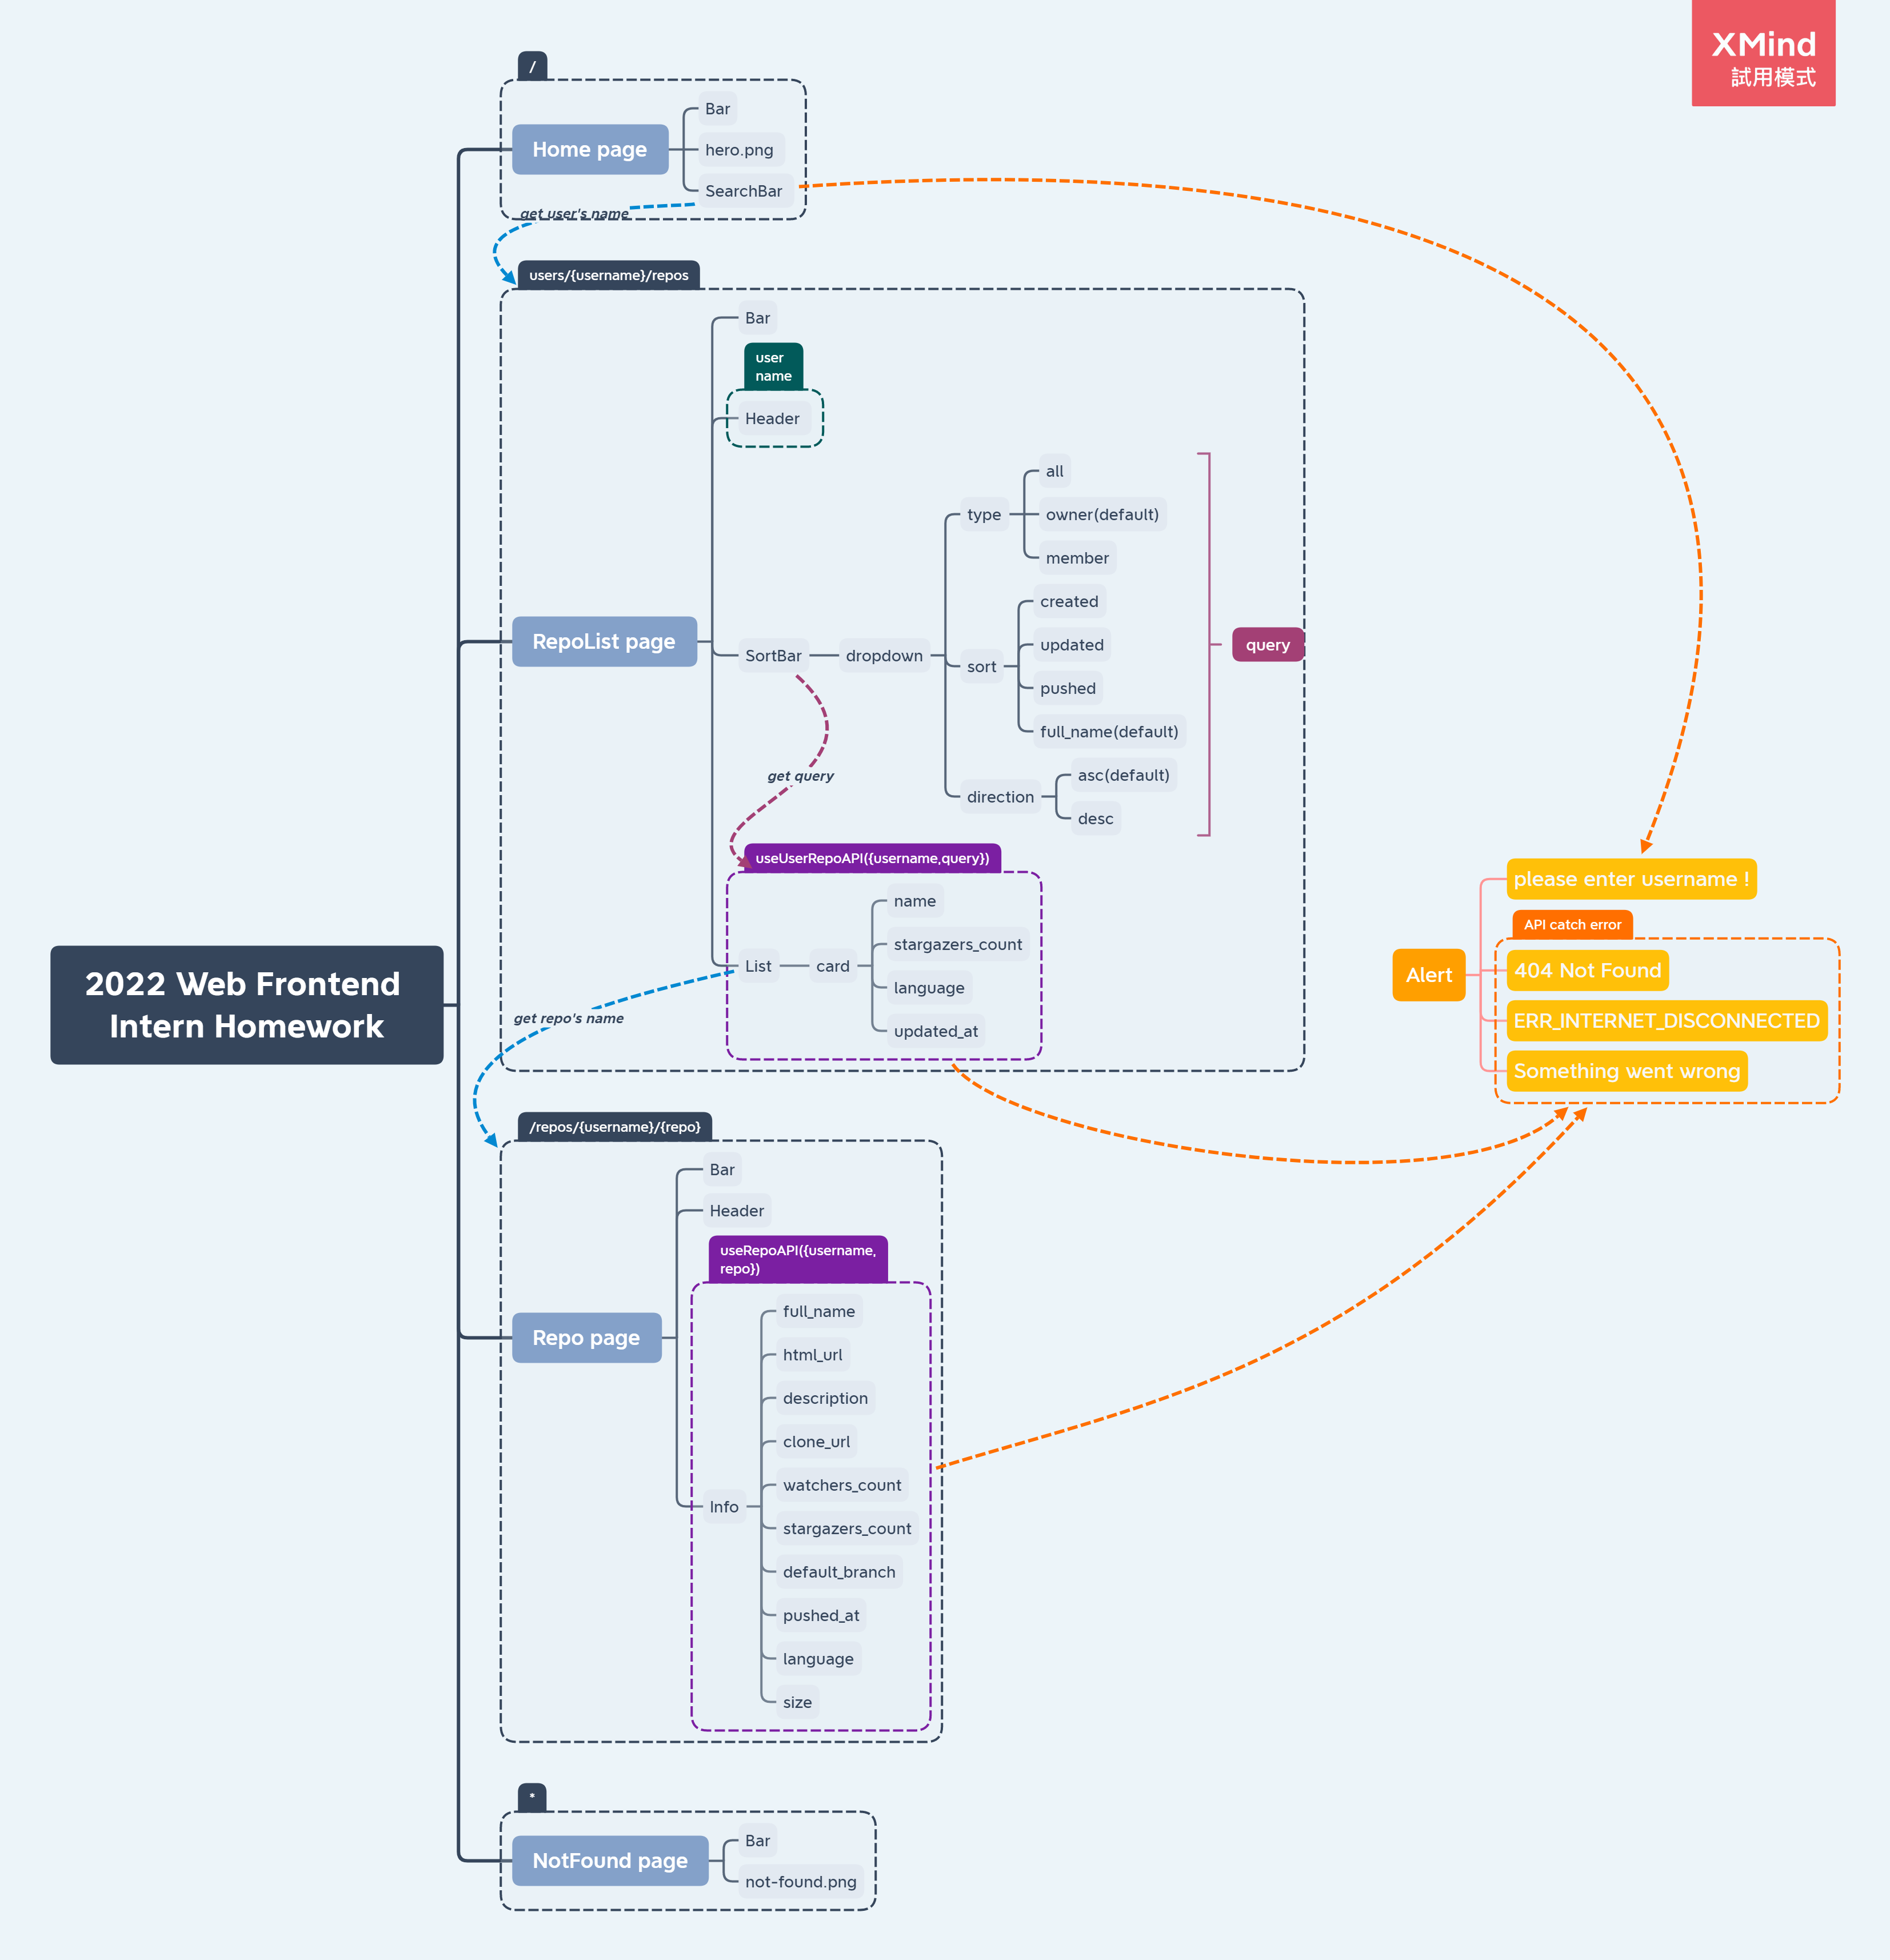 XMind
試用模式
/
Home page
Bar
hero.png
SearchBar
get user's name
users/{username}/repos
RepoList page
Bar
user
name
Header
SortBar
dropdown
type
all
owner(default)
member
sort
created
updated
pushed
full_name(default)
direction
asc(default)
desc
query
get query
useUserRepoAPI({username,query})
List
card
name
stargazers_count
language
updated_at
get repo's name
2022 Web Frontend
Intern Homework
/repos/{username}/{repo}
Repo page
Bar
Header
useRepoAPI({username,
repo})
Info
full_name
html_url
description
clone_url
watchers_count
stargazers_count
default_branch
pushed_at
language
size
*
NotFound page
Bar
not-found.png
Alert
please enter username !
API catch error
404 Not Found
ERR_INTERNET_DISCONNECTED
Something went wrong